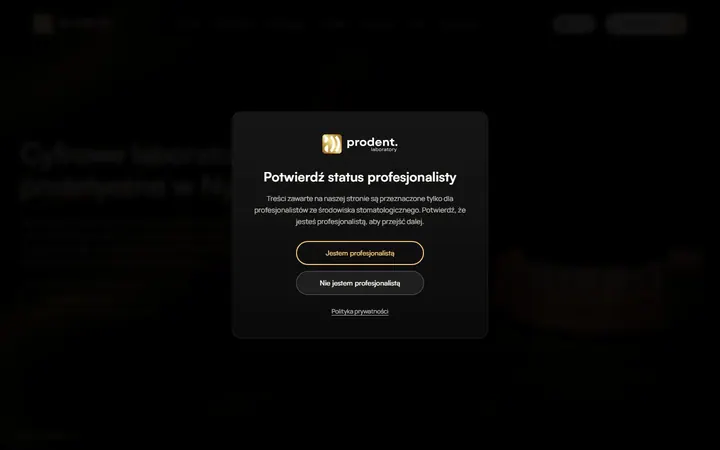 prodent.
laboratory
Potwierdź status profesjonalisty
Treści zawarte na naszej stronie są przeznaczone tylko dla
profesjonalistów ze środowiska stomatologicznego. Potwierdź, że
jesteś profesjonalistą, aby przejść dalej.
Jestem profesjonalistą
Nie jestem profesjonalistą
Polityka prywatności